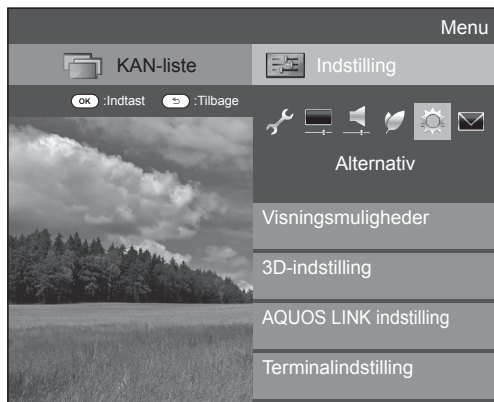 Menu
KAN-liste
Indstilling
OK :Indtast :Tilbage
Alternativ
Visningsmuligheder
3D-indstilling
AQUOS LINK indstilling
Terminalindstilling